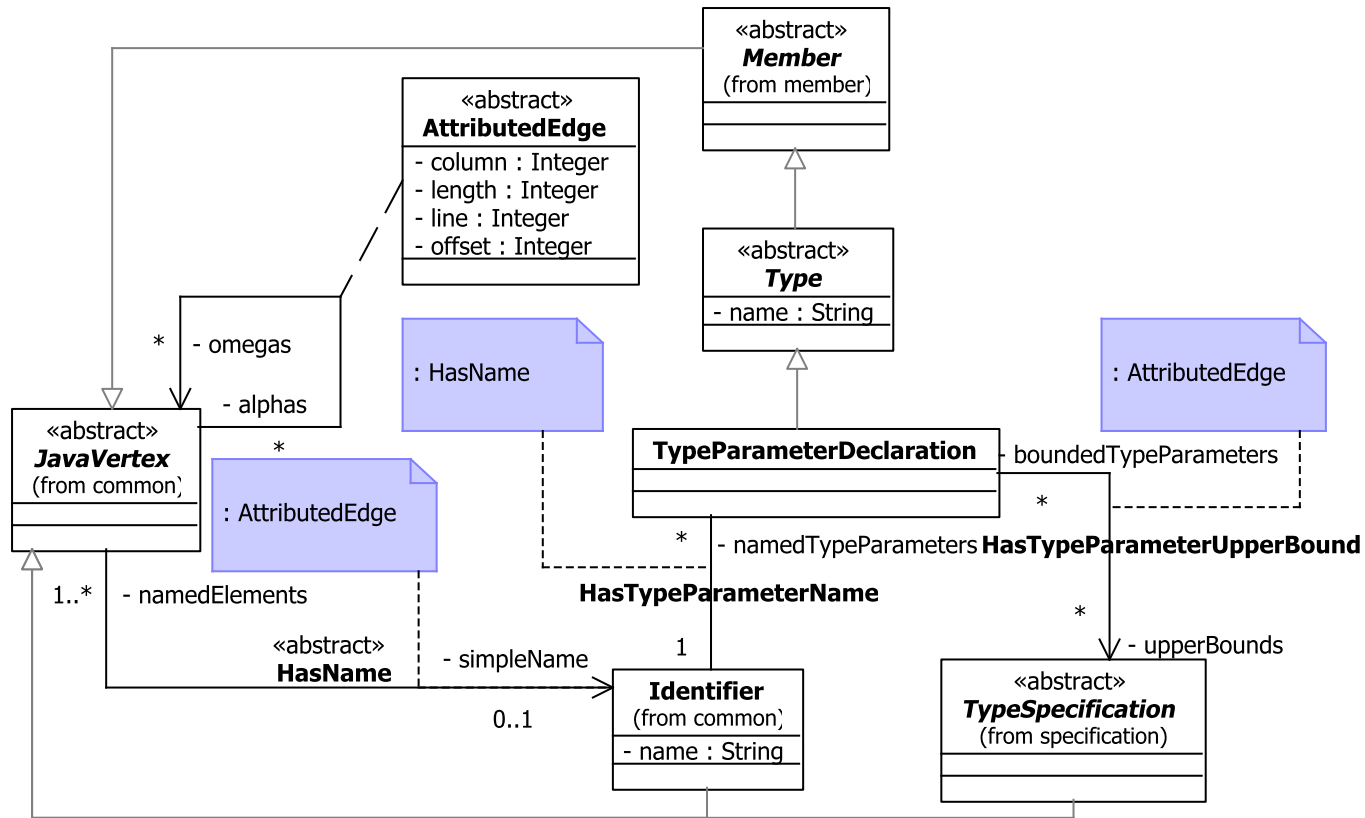 «abstract»
Member
(from member)
«abstract»
AttributedEdge
- column : Integer
- length : Integer
- line : Integer
- offset : Integer
«abstract»
Type
- name : String
* - omegas
- alphas
*
: HasName
: AttributedEdge
«abstract»
JavaVertex
(from common)
: AttributedEdge
TypeParameterDeclaration
- boundedTypeParameters
*
* - namedTypeParameters
HasTypeParameterUpperBound
HasTypeParameterName
1..* - namedElements
*
- upperBounds
«abstract»
HasName
- simpleName
0..1
1
Identifier
(from common)
- name : String
«abstract»
TypeSpecification
(from specification)